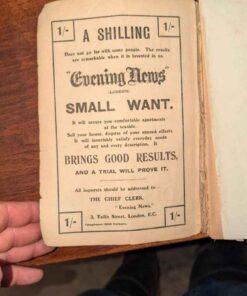 1/- A SHILLING 1/-
Does not go far with some people. The results
are remarkable when it is invested in an
"Evening News"
(LONDON)
SMALL WANT.
It will secure you comfortable apartments
at the seaside.
Sell your house, dispose of your unused effects
It will invariably satisfy everyday needs
of any and every description. It
BRINGS GOOD RESULTS,
AND A TRIAL WILL PROVE IT.
All inquiries should be addressed to
THE CHIEF CLERK,
"Evening News,"
1/- 3, Tallis Street, London, E.C. 1/-